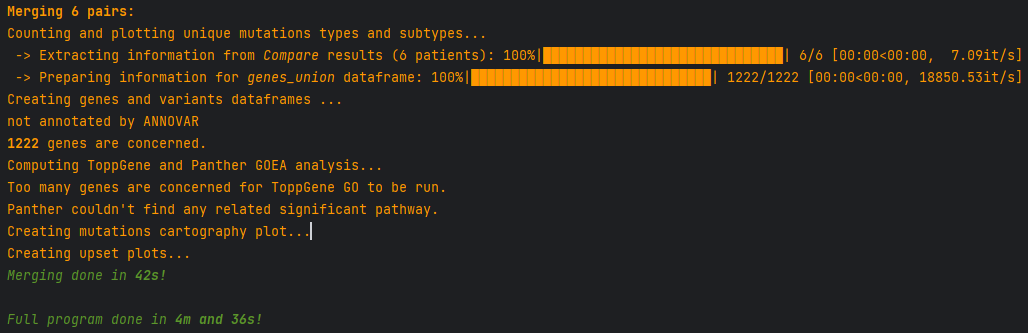 Merging 6 pairs:
Counting and plotting unique mutations types and subtypes...
-> Extracting information from Compare results (6 patients): 100%|██████████████████████████████| 6/6 [00:00<00:00,  7.09it/s]
-> Preparing information for genes_union dataframe: 100%|██████████████████████████████| 1222/1222 [00:00<00:00, 18850.53it/s]
Creating genes and variants dataframes ...
not annotated by ANNOVAR
1222 genes are concerned.
Computing ToppGene and Panther GOEA analysis...
Too many genes are concerned for ToppGene GO to be run.
Panther couldn't find any related significant pathway.
Creating mutations cartography plot...
Creating upset plots...
Merging done in 42s!
Full program done in 4m and 36s!